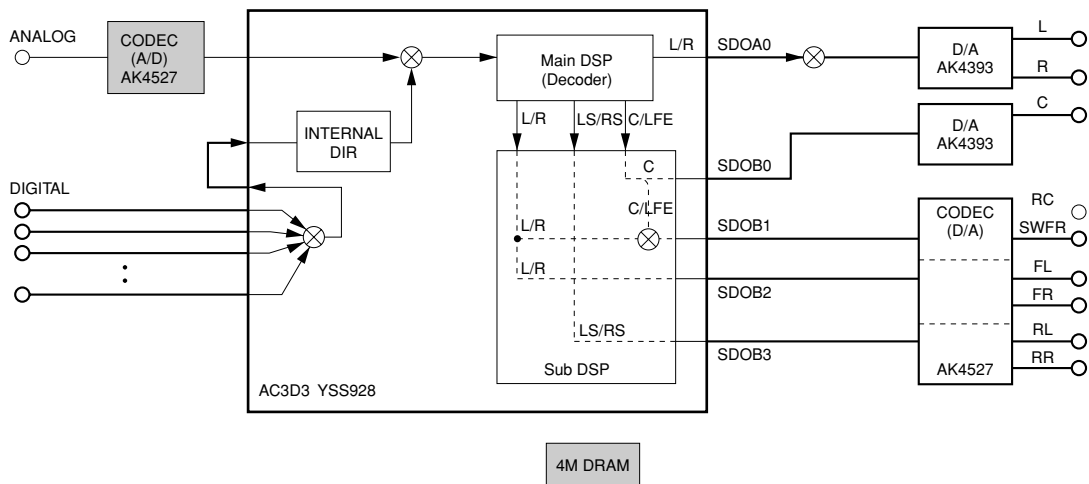 ANALOG
CODEC
(A/D)
AK4527
Main DSP
(Decoder)
L/R
SDOA0
D/A
AK4393
L
R
INTERNAL
DIR
L/R
LS/RS
C/LFE
C
SDOB0
D/A
AK4393
C
DIGITAL
C/LFE
L/R
SDOB1
CODEC
(D/A)
RC
SWFR
L/R
SDOB2
FL
FR
LS/RS
SDOB3
RL
RR
Sub DSP
AK4527
AC3D3 YSS928
4M DRAM